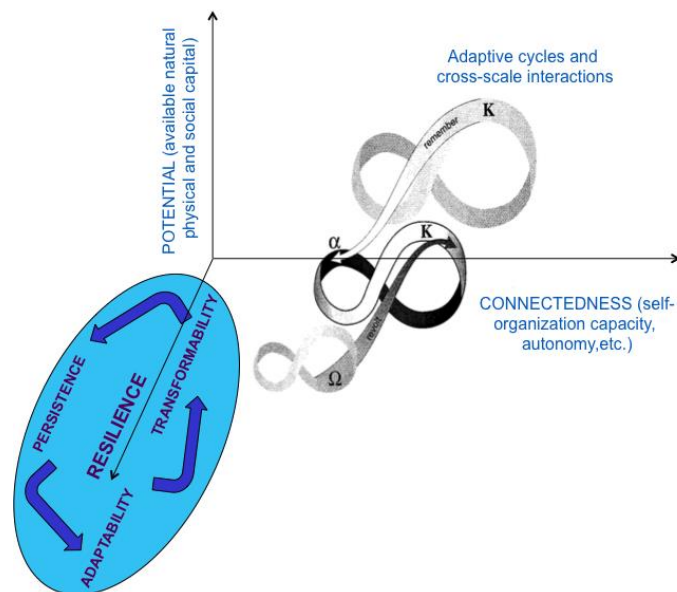 Adaptive cycles and
cross-scale interactions
POTENTIAL (available natural
physical and social capital)
K
remember
α
K
CONNECTEDNESS (self-
organization capacity,
autonomy,etc.)
revolt
Ω
TRANSFORMABILITY
PERSISTENCE
RESILIENCE
ADAPTABILITY